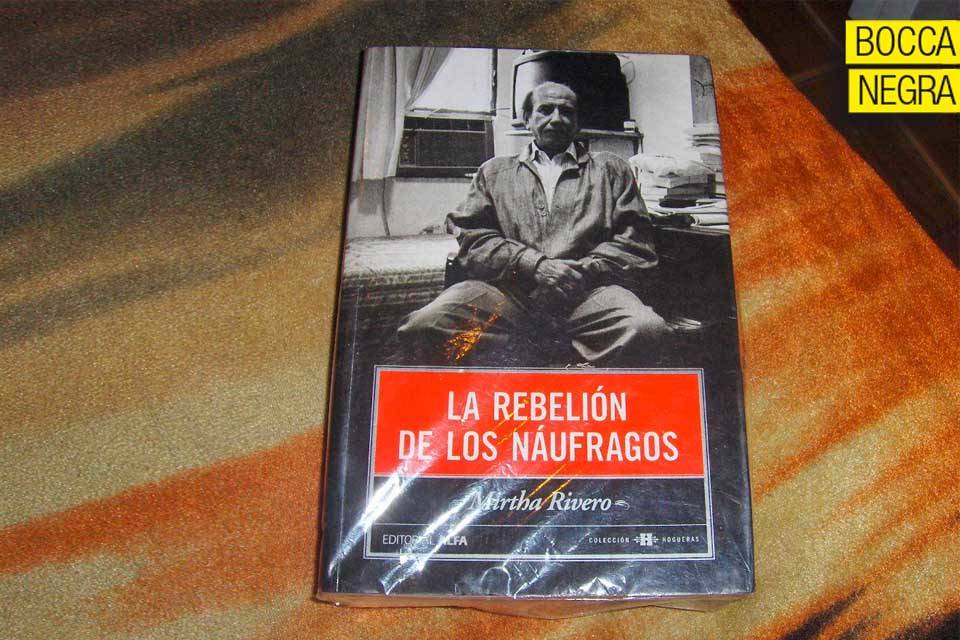 BOCCA
NEGRA
LA REBELIÓN
DE LOS NÁUFRAGOS
Mirtha Rivero
EDITORIAL ALFA
COLECCIÓN H HOGUERAS